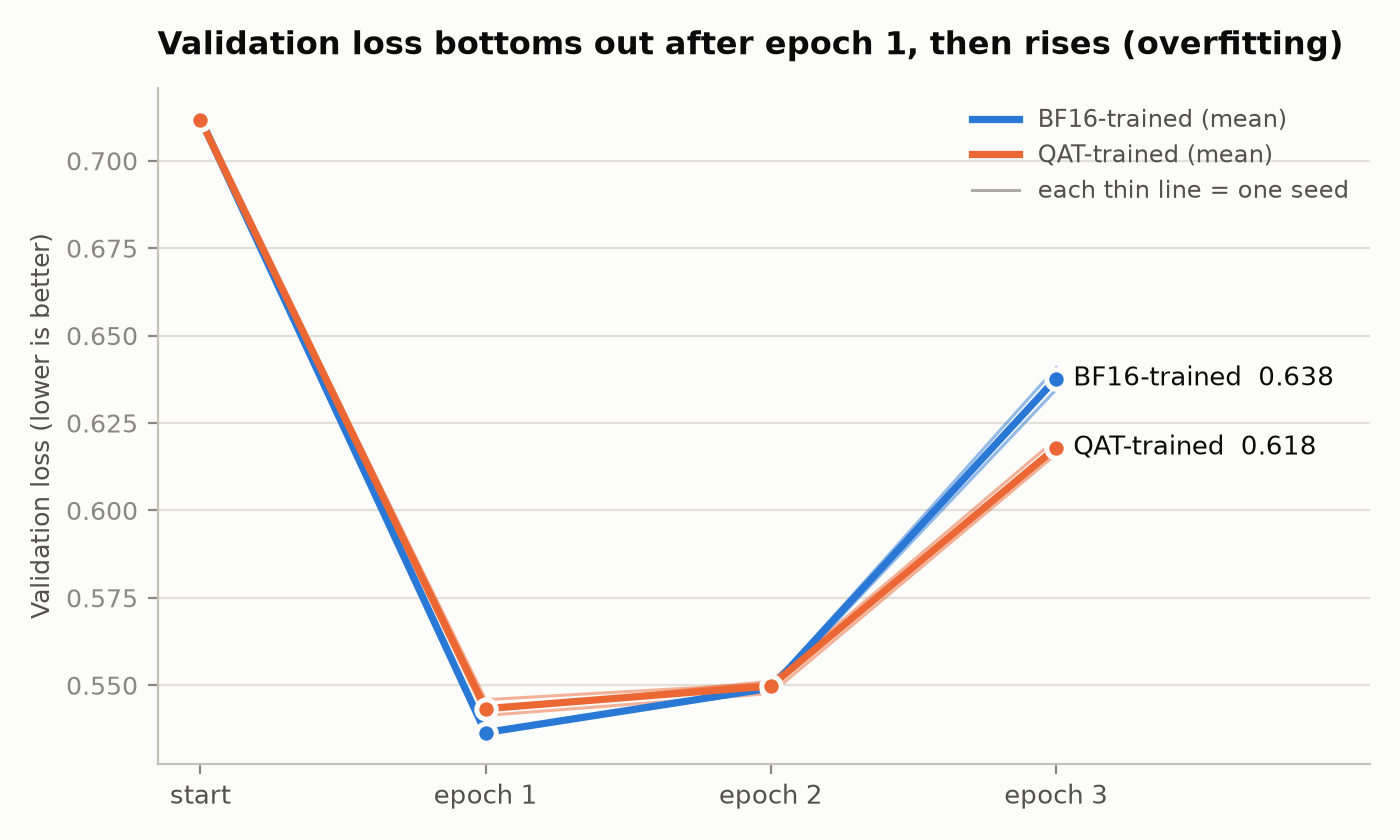 Validation loss bottoms out after epoch 1, then rises (overfitting)
BF16-trained (mean)
QAT-trained (mean)
each thin line = one seed
Validation loss (lower is better)
0.700
0.675
0.650
0.625
0.600
0.575
0.550
BF16-trained 0.638
QAT-trained 0.618
start
epoch 1
epoch 2
epoch 3